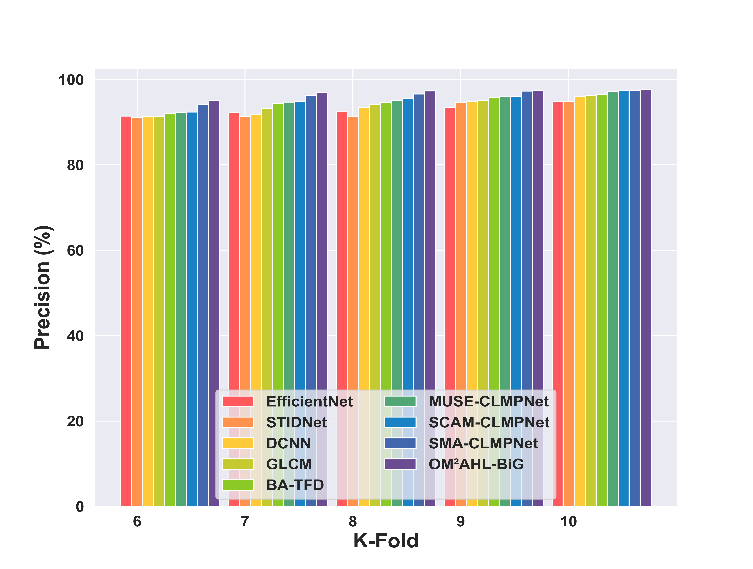 100
80
60
40
20
0
Precision (%)
EfficientNet
STIDNet
DCNN
GLCM
BA-TFD
MUSE-CLMPNet
SCAM-CLMPNet
SMA-CLMPNet
OM²AHL-BIG
6 7 8 9 10
K-Fold